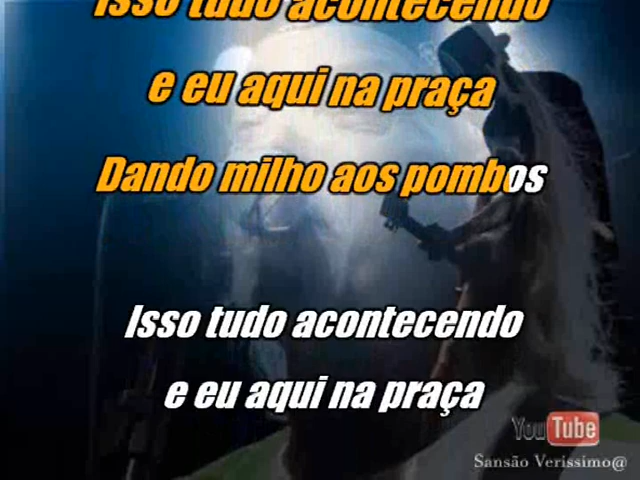 Isso tudo acontecendo
e eu aqui na praça
Dando milho aos pombos
Isso tudo acontecendo
e eu aqui na praça
YouTube
Sansão Verissimo@